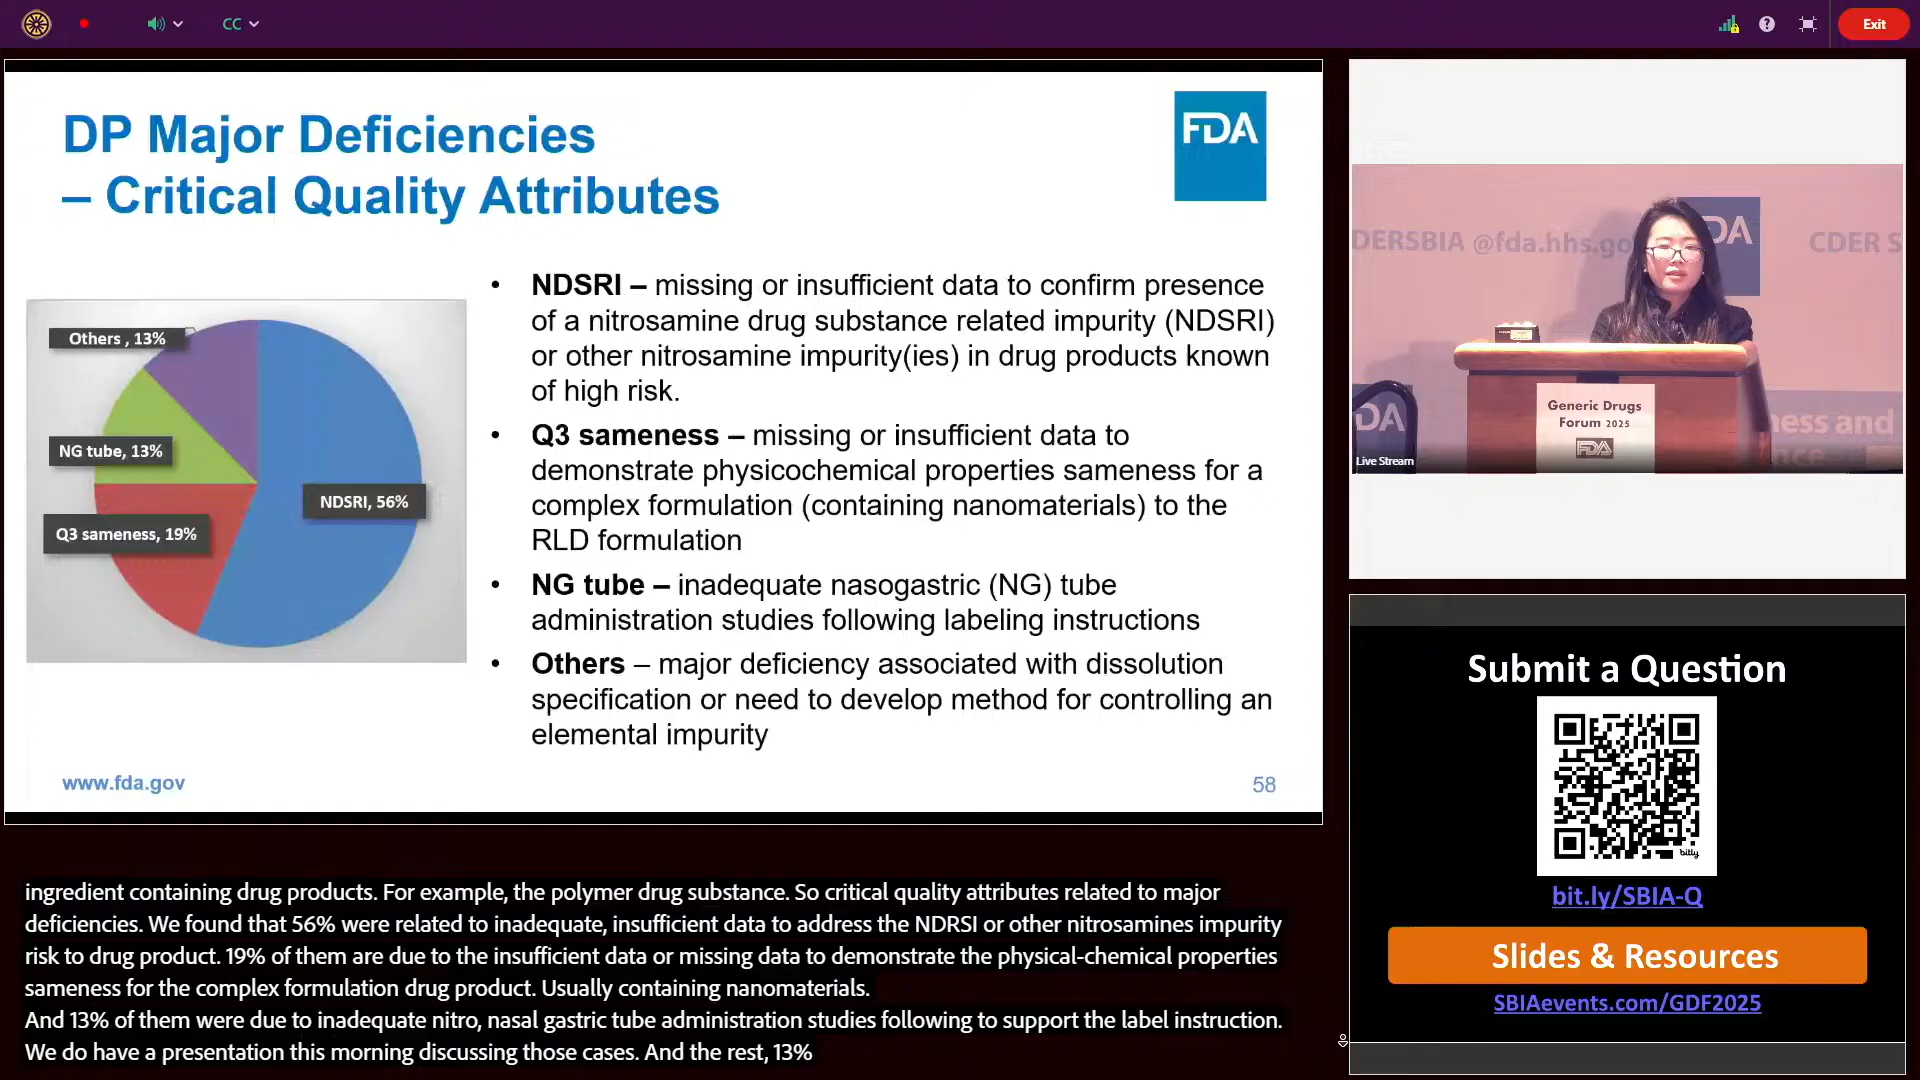 CC
Exit
DP Major Deficiencies
– Critical Quality Attributes
FDA
Others , 13%
NG tube, 13%
Q3 sameness, 19%
NDSRI, 56%
• NDSRI – missing or insufficient data to confirm presence
of a nitrosamine drug substance related impurity (NDSRI)
or other nitrosamine impurity(ies) in drug products known
of high risk.
• Q3 sameness – missing or insufficient data to
demonstrate physicochemical properties sameness for a
complex formulation (containing nanomaterials) to the
RLD formulation
• NG tube – inadequate nasogastric (NG) tube
administration studies following labeling instructions
• Others – major deficiency associated with dissolution
specification or need to develop method for controlling an
elemental impurity
www.fda.gov
58
DERSBIA @fda.hhs.go
DA
CDER S
DA
ness and
nce
Generic Drugs
Forum 2025
FDA
Live Stream
Submit a Question
bitly
bit.ly/SBIA-Q
Slides & Resources
SBIAevents.com/GDF2025
ingredient containing drug products. For example, the polymer drug substance. So critical quality attributes related to major
deficiencies. We found that 56% were related to inadequate, insufficient data to address the NDRSI or other nitrosamines impurity
risk to drug product. 19% of them are due to the insufficient data or missing data to demonstrate the physical-chemical properties
sameness for the complex formulation drug product. Usually containing nanomaterials.
And 13% of them were due to inadequate nitro, nasal gastric tube administration studies following to support the label instruction.
We do have a presentation this morning discussing those cases. And the rest, 13%